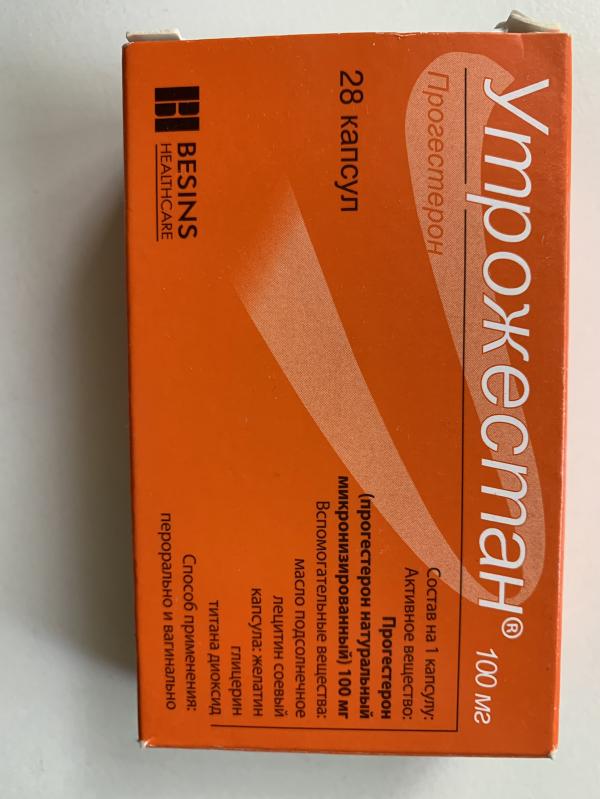 Утрожестан® 100 мг
Прогестерон
Состав на 1 капсулу:
Активное вещество:
Прогестерон
(прогестерон натуральный
микронизированный) 100 мг
Вспомогательные вещества:
масло подсолнечное
лецитин соевый
капсула: желатин
глицерин
титана диоксид
Способ применения:
перорально и вагинально
28 капсул
BESINS
HEALTHCARE